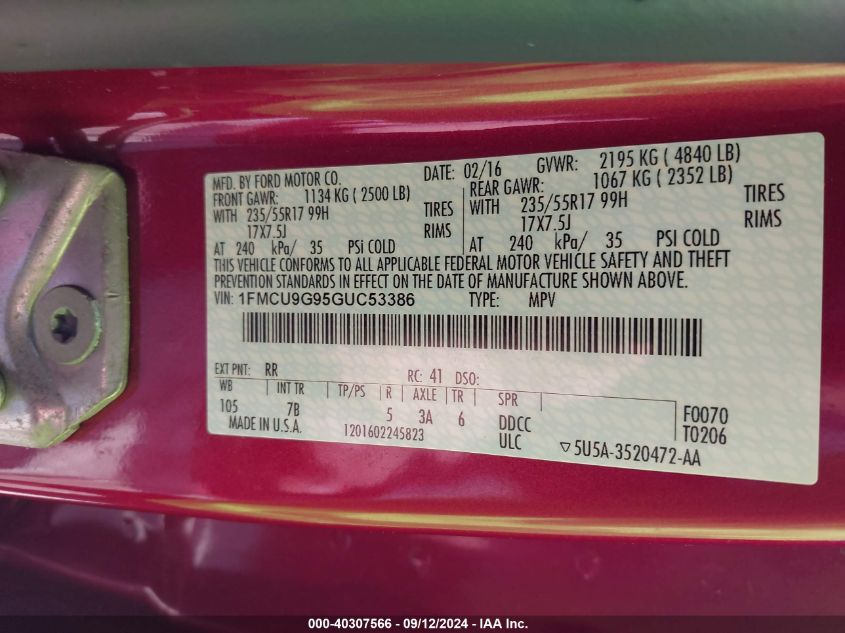 MFD. BY FORD MOTOR CO. DATE: 02/16 GVWR: 2195 KG ( 4840 LB)
FRONT GAWR: 1134 KG ( 2500 LB) REAR GAWR: 1067 KG ( 2352 LB)
WITH 235/55R17 99H TIRES WITH 235/55R17 99H TIRES
17X7.5J RIMS 17X7.5J RIMS
AT 240 kPa/ 35 PSi COLD AT 240 kPa/ 35 PSi COLD
THIS VEHICLE CONFORMS TO ALL APPLICABLE FEDERAL MOTOR VEHICLE SAFETY AND THEFT
PREVENTION STANDARDS IN EFFECT ON THE DATE OF MANUFACTURE SHOWN ABOVE.
VIN: 1FMCU9G95GUC53386 TYPE: MPV
EXT PNT: RR RC: 41 DSO:
WB INT TR TP/PS R AXLE TR SPR
105 7B 5 3A 6 DDCC F0070
MADE IN U.S.A. 1201602245823 ULC T0206
▽5U5A-3520472-AA
000-40307566 - 09/12/2024 - IAA Inc.